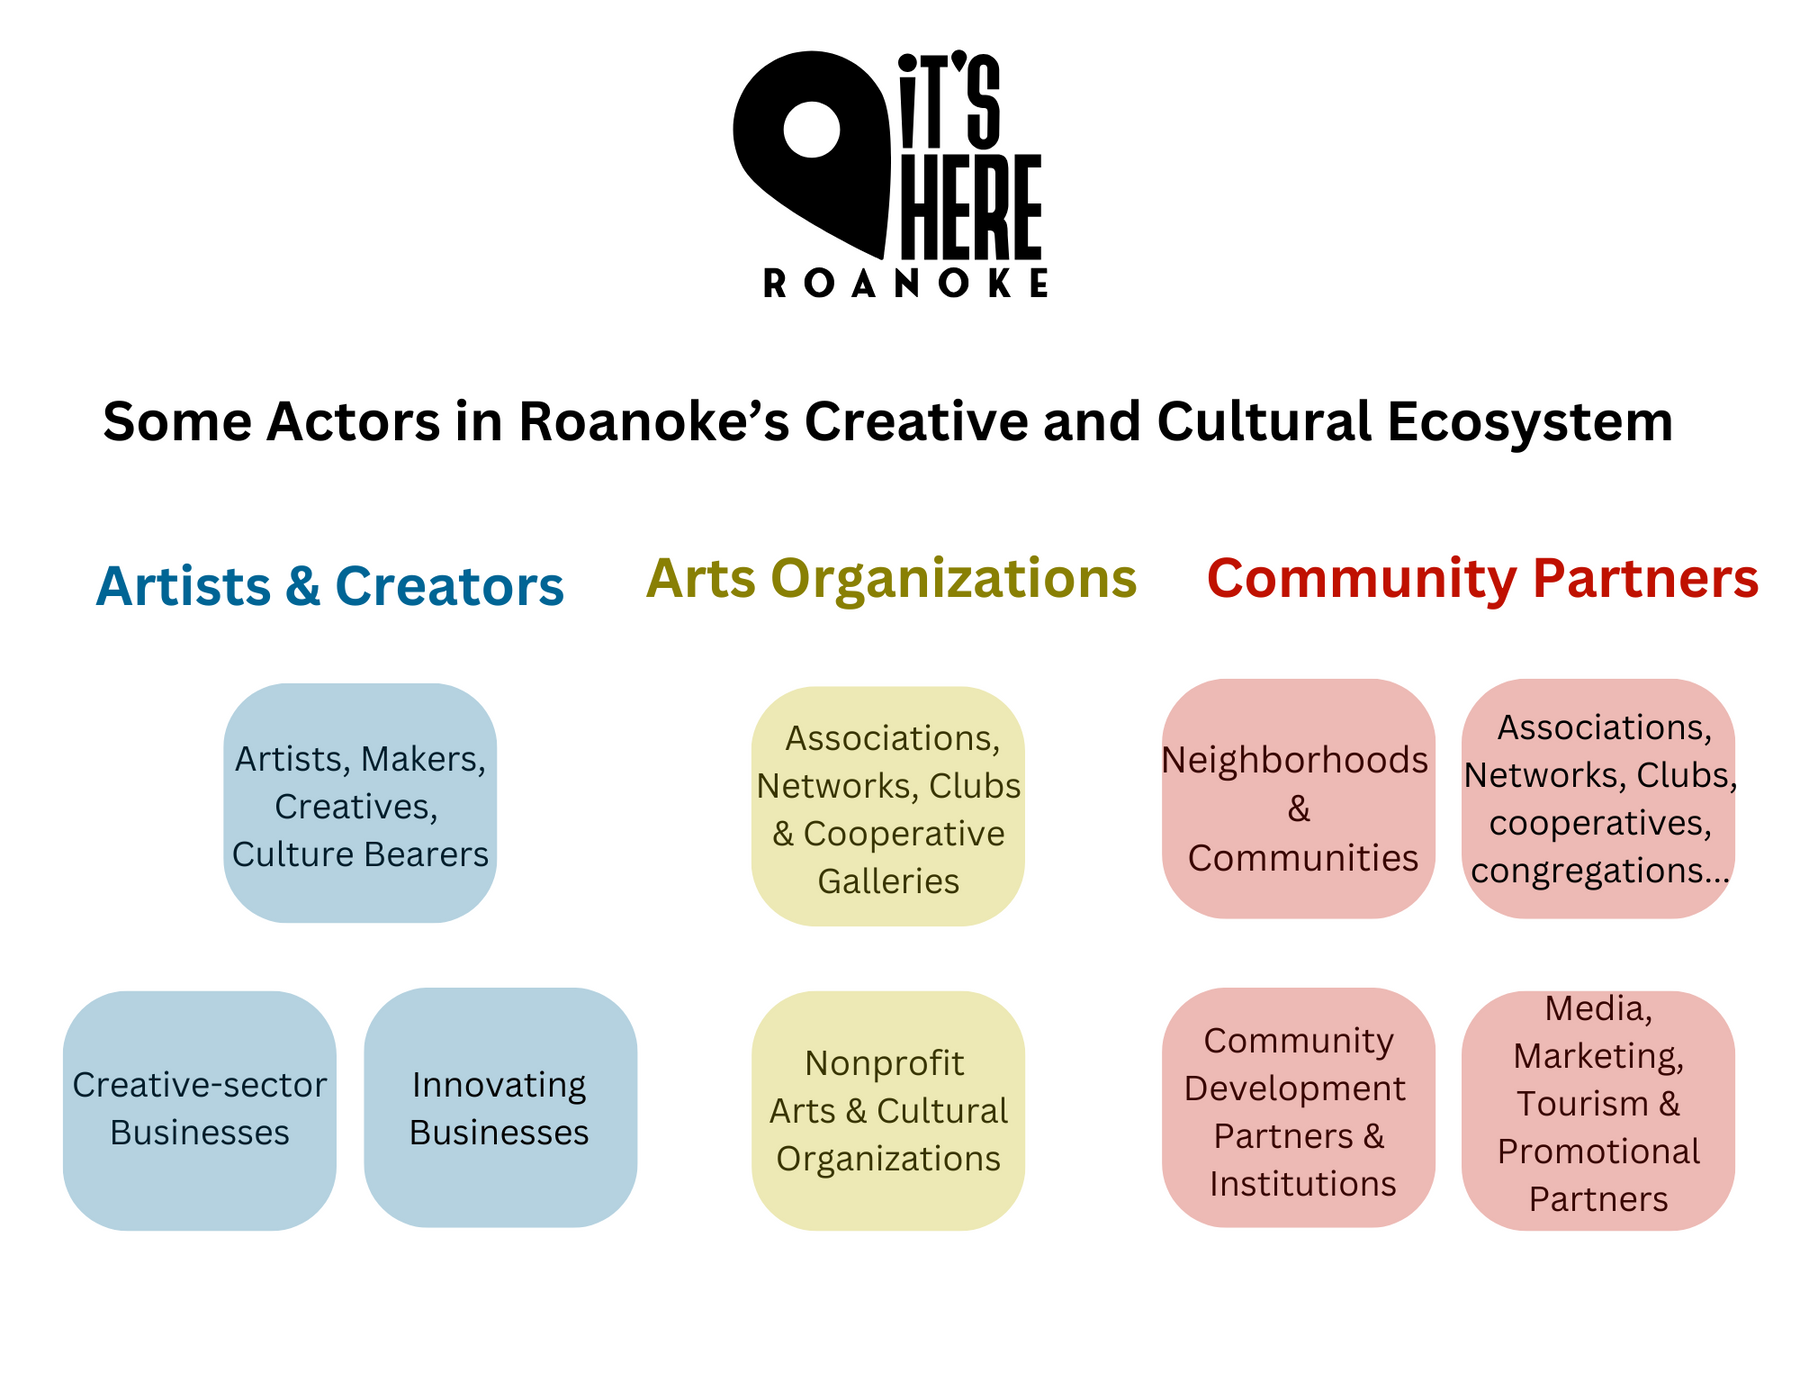 iT'S
HERE
ROANOKE
Some Actors in Roanoke’s Creative and Cultural Ecosystem
Artists & Creators
Artists, Makers,
Creatives,
Culture Bearers
Creative-sector
Businesses
Innovating
Businesses
Arts Organizations
Associations,
Networks, Clubs
& Cooperative
Galleries
Nonprofit
Arts & Cultural
Organizations
Community Partners
Neighborhoods
&
Communities
Associations,
Networks, Clubs,
cooperatives,
congregations...
Community
Development
Partners &
Institutions
Media,
Marketing,
Tourism &
Promotional
Partners